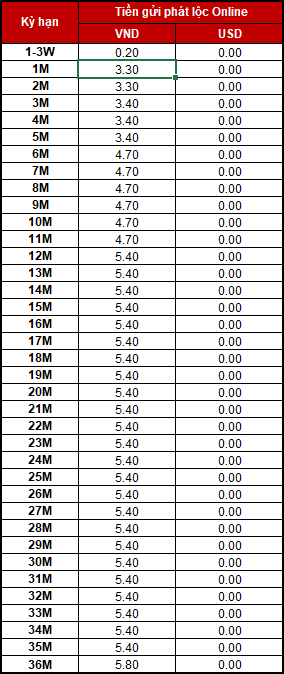 Kỳ hạn Tiền gửi phát lộc Online
VND USD
1-3W 0.20 0.00
1M 3.30 0.00
2M 3.30 0.00
3M 3.40 0.00
4M 3.40 0.00
5M 3.40 0.00
6M 4.70 0.00
7M 4.70 0.00
8M 4.70 0.00
9M 4.70 0.00
10M 4.70 0.00
11M 4.70 0.00
12M 5.40 0.00
13M 5.40 0.00
14M 5.40 0.00
15M 5.40 0.00
16M 5.40 0.00
17M 5.40 0.00
18M 5.40 0.00
19M 5.40 0.00
20M 5.40 0.00
21M 5.40 0.00
22M 5.40 0.00
23M 5.40 0.00
24M 5.40 0.00
25M 5.40 0.00
26M 5.40 0.00
27M 5.40 0.00
28M 5.40 0.00
29M 5.40 0.00
30M 5.40 0.00
31M 5.40 0.00
32M 5.40 0.00
33M 5.40 0.00
34M 5.40 0.00
35M 5.40 0.00
36M 5.80 0.00